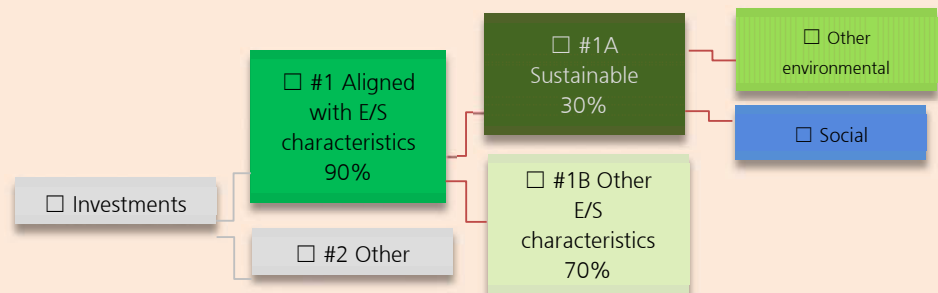 ☐ Investments
☐ #1 Aligned
with E/S
characteristics
90%
☐ #2 Other
☐ #1A
Sustainable
30%
☐ #1B Other
E/S
characteristics
70%
☐ Other
environmental
☐ Social